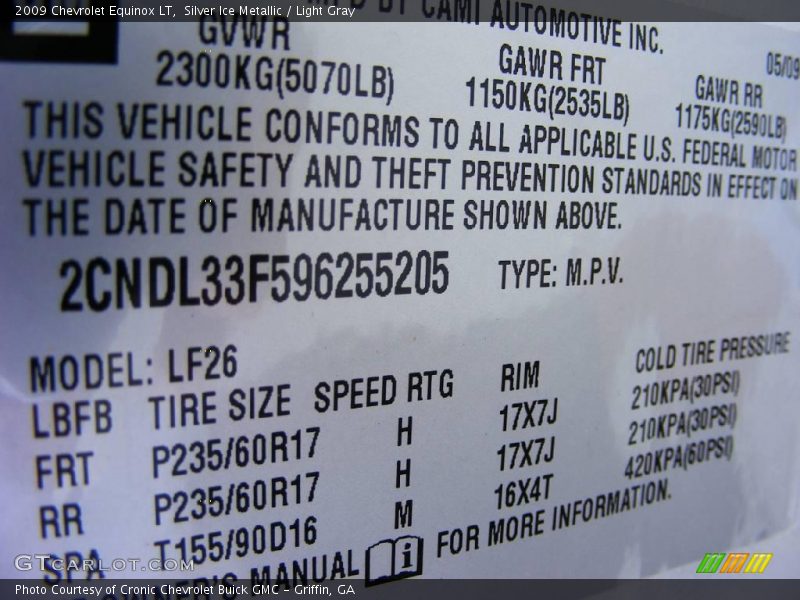 2009 Chevrolet Equinox LT,  Silver Ice Metallic / Light Gray
BY CAMI AUTOMOTIVE INC.
05/09
GVWR GAWR FRT GAWR RR
2300KG(5070LB) 1150KG(2535LB) 1175KG(2590LB)
THIS VEHICLE CONFORMS TO ALL APPLICABLE U.S. FEDERAL MOTOR
VEHICLE SAFETY AND THEFT PREVENTION STANDARDS IN EFFECT ON
THE DATE OF MANUFACTURE SHOWN ABOVE.
2CNDL33F596255205 TYPE: M.P.V.
MODEL: LF26
LBFB TIRE SIZE SPEED RTG RIM COLD TIRE PRESSURE
FRT P235/60R17 H 17X7J 210KPA(30PSI)
RR P235/60R17 H 17X7J 210KPA(30PSI)
SPA T155/90D16 M 16X4T 420KPA(60PSI)
OWNER'S MANUAL i FOR MORE INFORMATION.
GTCarLot.com
Photo Courtesy of Cronic Chevrolet Buick GMC – Griffin, GA